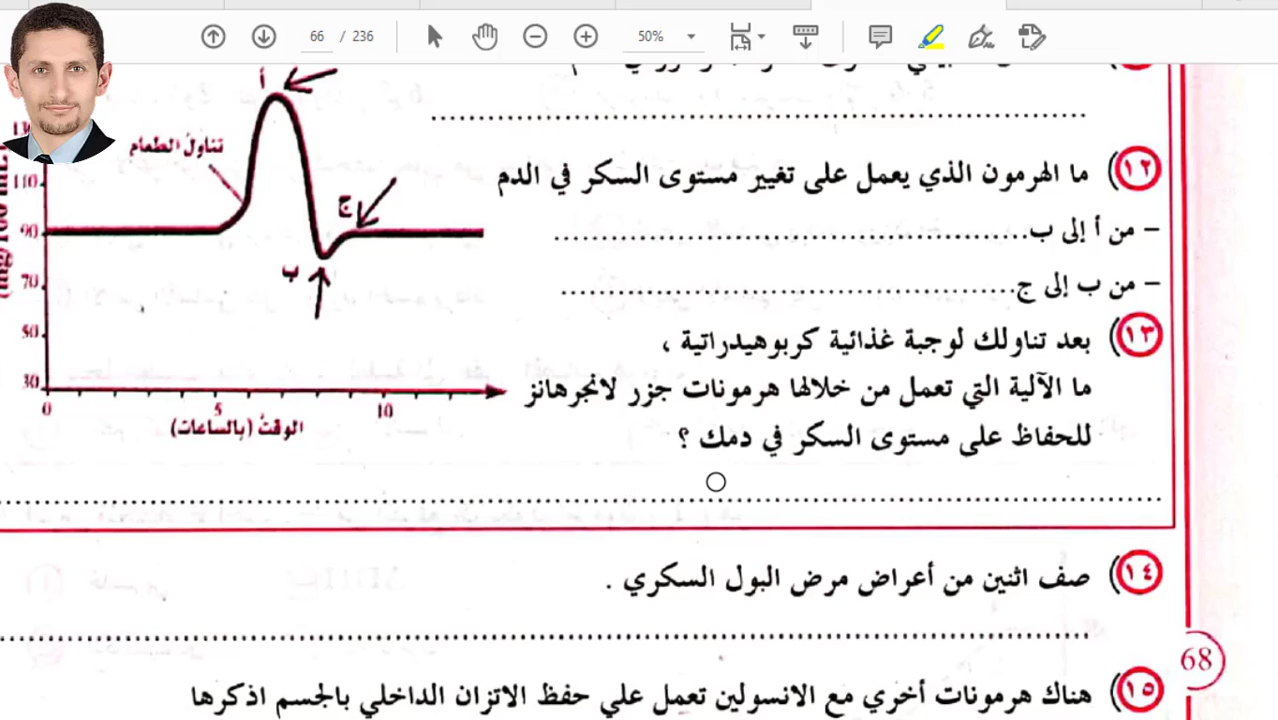 66 / 236
50%
١٢) ما الهرمون الذي يعمل على تغيير مستوى السكر في الدم
– من أ إلى ب
– من ب إلى ج
١٣) بعد تناولك لوجبة غذائية كربوهيدراتية ،
ما الآلية التي تعمل من خلالها هرمونات جزر لانجرهانز
للحفاظ على مستوى السكر في دمك ؟
أ
تناول الطعام
ج
ب
110
90
70
50
30
0
5
10
الوقت (بالساعات)
١٤) صف اثنين من أعراض مرض البول السكري .
68
١٥) هناك هرمونات أخري مع الانسولين تعمل علي حفظ الاتزان الداخلي بالجسم اذكرها